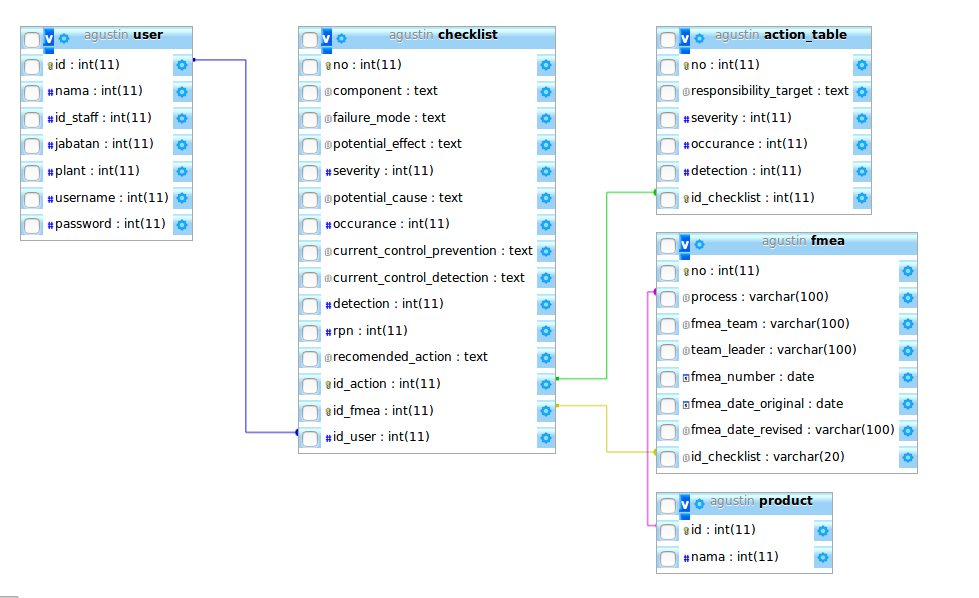 agustin user
id : int(11)
nama : int(11)
id_staff : int(11)
jabatan : int(11)
plant : int(11)
username : int(11)
password : int(11)
agustin checklist
no : int(11)
component : text
failure_mode : text
potential_effect : text
severity : int(11)
potential_cause : text
occurance : int(11)
current_control_prevention : text
current_control_detection : text
detection : int(11)
rpn : int(11)
recomended_action : text
id_action : int(11)
id_fmea : int(11)
id_user : int(11)
agustin action_table
no : int(11)
responsibility_target : text
severity : int(11)
occurance : int(11)
detection : int(11)
id_checklist : int(11)
agustin fmea
no : int(11)
process : varchar(100)
fmea_team : varchar(100)
team_leader : varchar(100)
fmea_number : date
fmea_date_original : date
fmea_date_revised : varchar(100)
id_checklist : varchar(20)
agustin product
id : int(11)
nama : int(11)